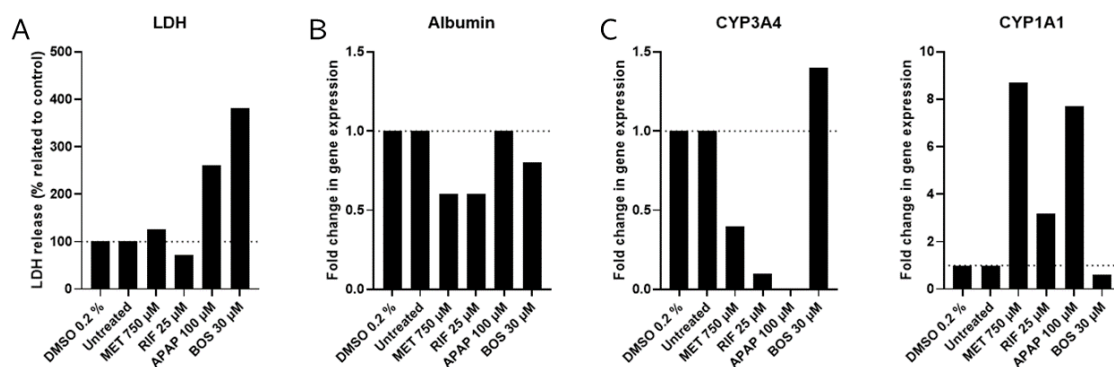 A
LDH
LDH release (% related to control)
500
400
300
200
100
0
DMSO 0.2 %
Untreated
MET 750 µM
RIF 25 µM
APAP 100 µM
BOS 30 µM
B
Albumin
Fold change in gene expression
1.5
1.0
0.5
0.0
DMSO 0.2 %
Untreated
MET 750 µM
RIF 25 µM
APAP 100 µM
BOS 30 µM
C
CYP3A4
Fold change in gene expression
1.5
1.0
0.5
0.0
DMSO 0.2 %
Untreated
MET 750 µM
RIF 25 µM
APAP 100 µM
BOS 30 µM
CYP1A1
Fold change in gene expression
10
8
6
4
2
0
DMSO 0.2 %
Untreated
MET 750 µM
RIF 25 µM
APAP 100 µM
BOS 30 µM